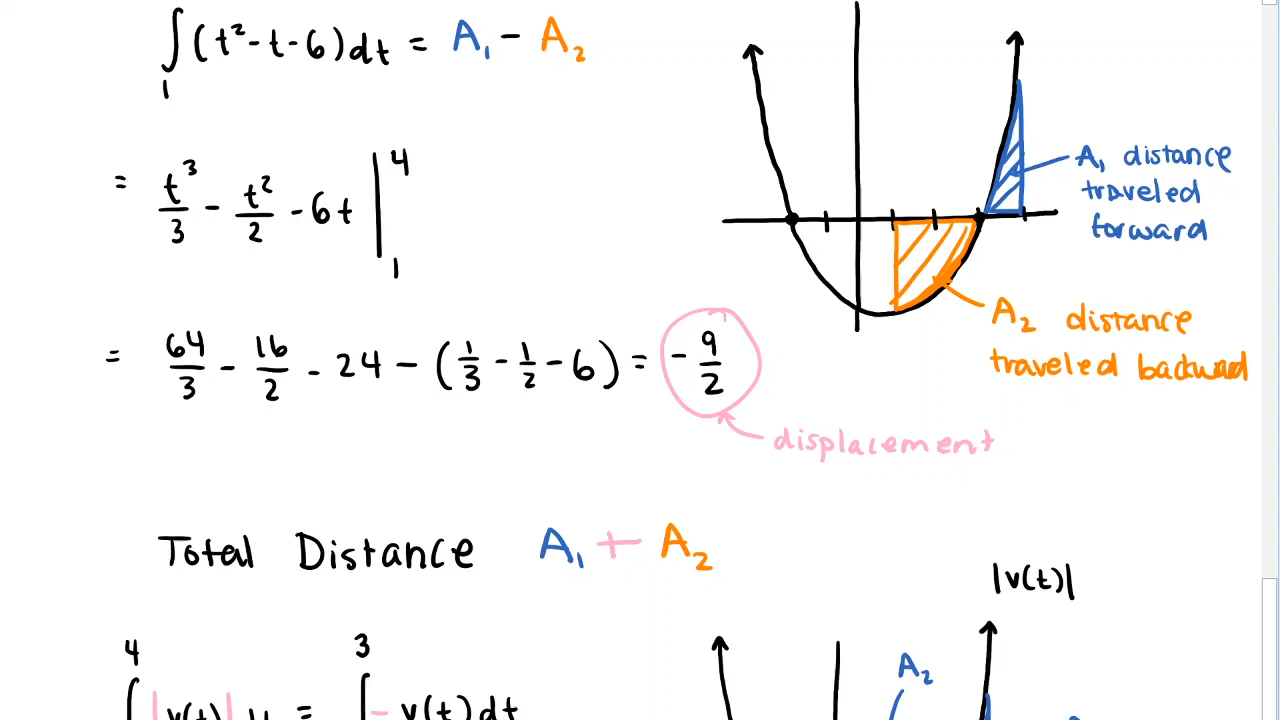 ∫(t²-t-6)dt = A₁ - A₂
1
= t³/3 - t²/2 - 6t |₁⁴
A₁ distance
traveled
forward
A₂ distance
traveled backward
= 64/3 - 16/2 - 24 - (1/3 - 1/2 - 6) = -9/2
displacement
Total Distance A₁ + A₂
|v(t)|
4 3
∫ |v(t)| = ∫ - v(t)dt
A₂